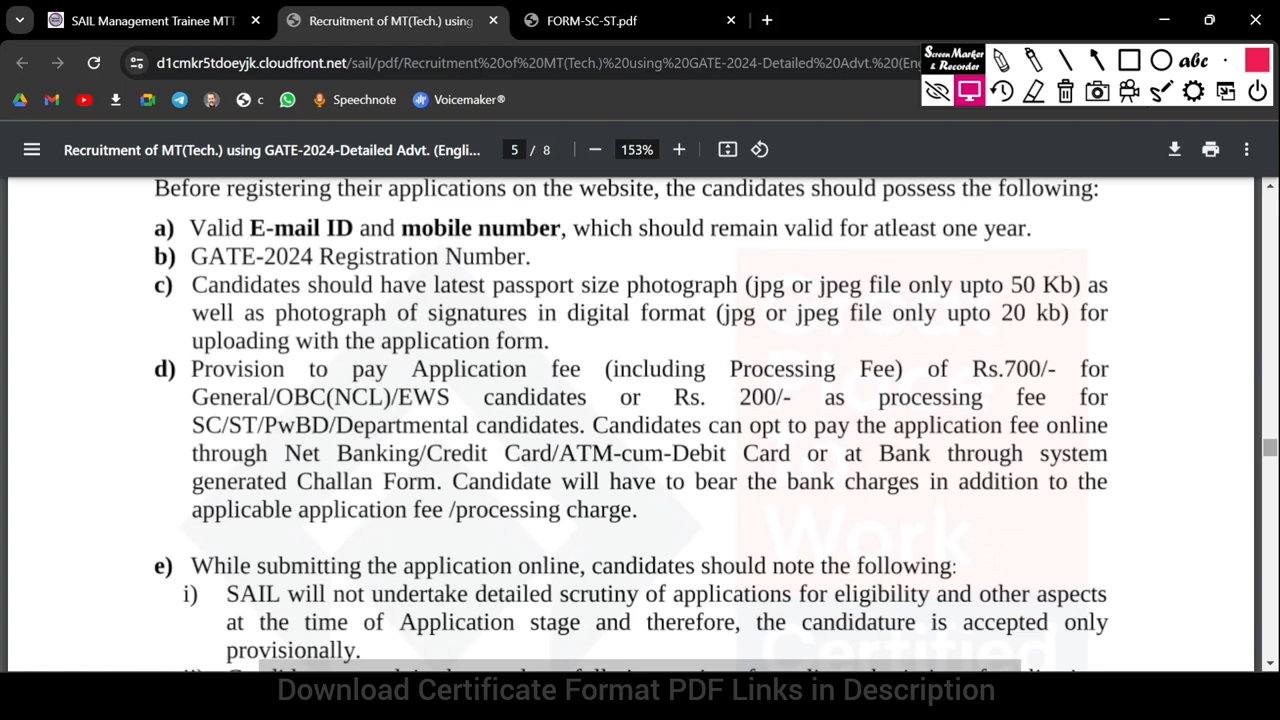 SAIL Management Trainee MTT
Recruitment of MT(Tech.) using
FORM-SC-ST.pdf
d1cmkr5tdoeyjk.cloudfront.net/sail/pdf/Recruitment%20of%20MT(Tech.)%20using%20GATE-2024-Detailed%20Advt.%20(Eng
Screen Marker
& Recorder
abc
c
Speechnote
Voicemaker®
Recruitment of MT(Tech.) using GATE-2024-Detailed Advt. (Engli...
5 / 8
153%
Before registering their applications on the website, the candidates should possess the following:
a) Valid E-mail ID and mobile number, which should remain valid for atleast one year.
b) GATE-2024 Registration Number.
c) Candidates should have latest passport size photograph (jpg or jpeg file only upto 50 Kb) as
well as photograph of signatures in digital format (jpg or jpeg file only upto 20 kb) for
uploading with the application form.
d) Provision to pay Application fee (including Processing Fee) of Rs.700/- for
General/OBC(NCL)/EWS candidates or Rs. 200/- as processing fee for
SC/ST/PwBD/Departmental candidates. Candidates can opt to pay the application fee online
through Net Banking/Credit Card/ATM-cum-Debit Card or at Bank through system
generated Challan Form. Candidate will have to bear the bank charges in addition to the
applicable application fee /processing charge.
Work
e) While submitting the application online, candidates should note the following:
i) SAIL will not undertake detailed scrutiny of applications for eligibility and other aspects
at the time of Application stage and therefore, the candidature is accepted only
provisionally.
Certified
Download Certificate Format PDF Links in Description